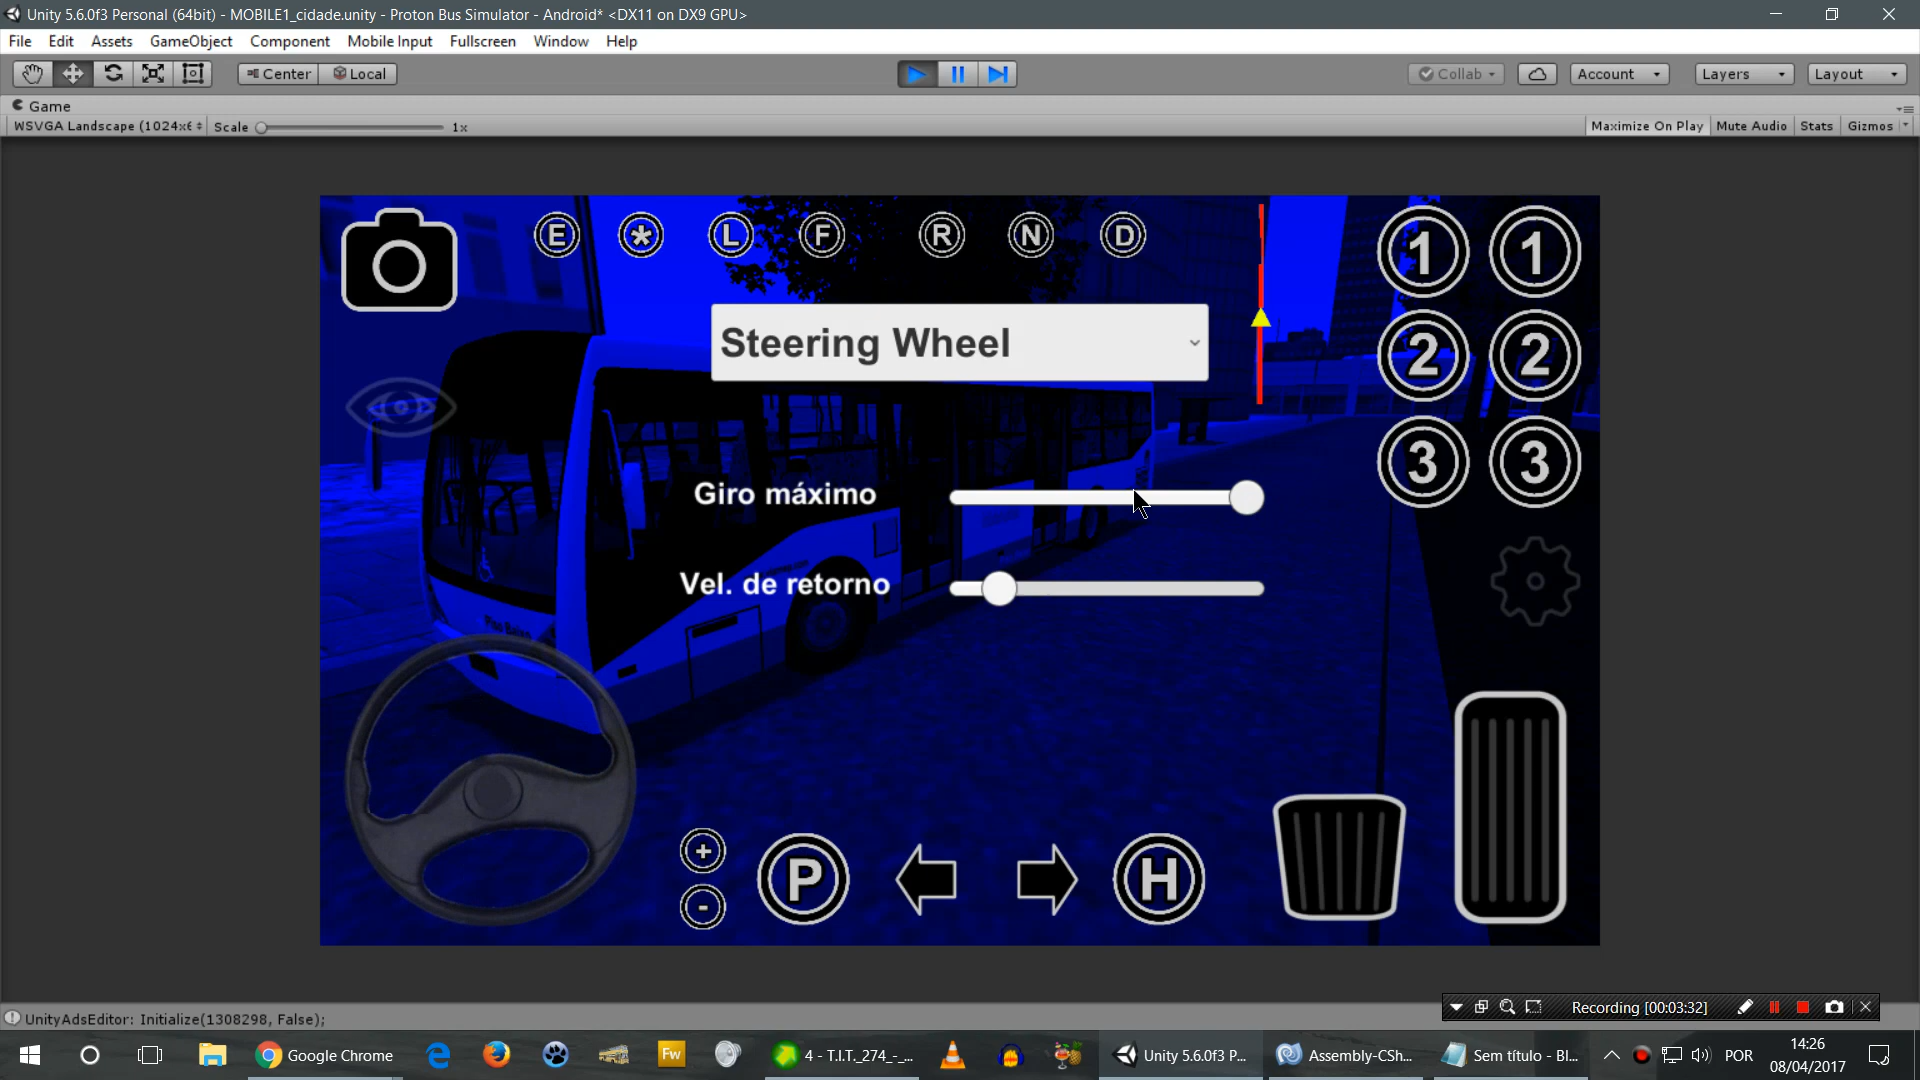 Unity 5.6.0f3 Personal (64bit) - MOBILE1_cidade.unity - Proton Bus Simulator - Android* <DX11 on DX9 GPU>
File Edit Assets GameObject Component Mobile Input Fullscreen Window Help
Center Local Collab Account Layers Layout
Game
WSVGA Landscape (1024x6 Scale 1x Maximize On Play Mute Audio Stats Gizmos
E * L F R N D
1 1
Steering Wheel
2 2
3 3
Giro máximo
Vel. de retorno
+
P H
-
Recording [00:03:32]
UnityAdsEditor: Initialize(1308298, False);
Google Chrome Fw 4 - T.I.T._274_-_... Unity 5.6.0f3 P... Assembly-CSh... Sem título - Bl... POR
14:26
08/04/2017